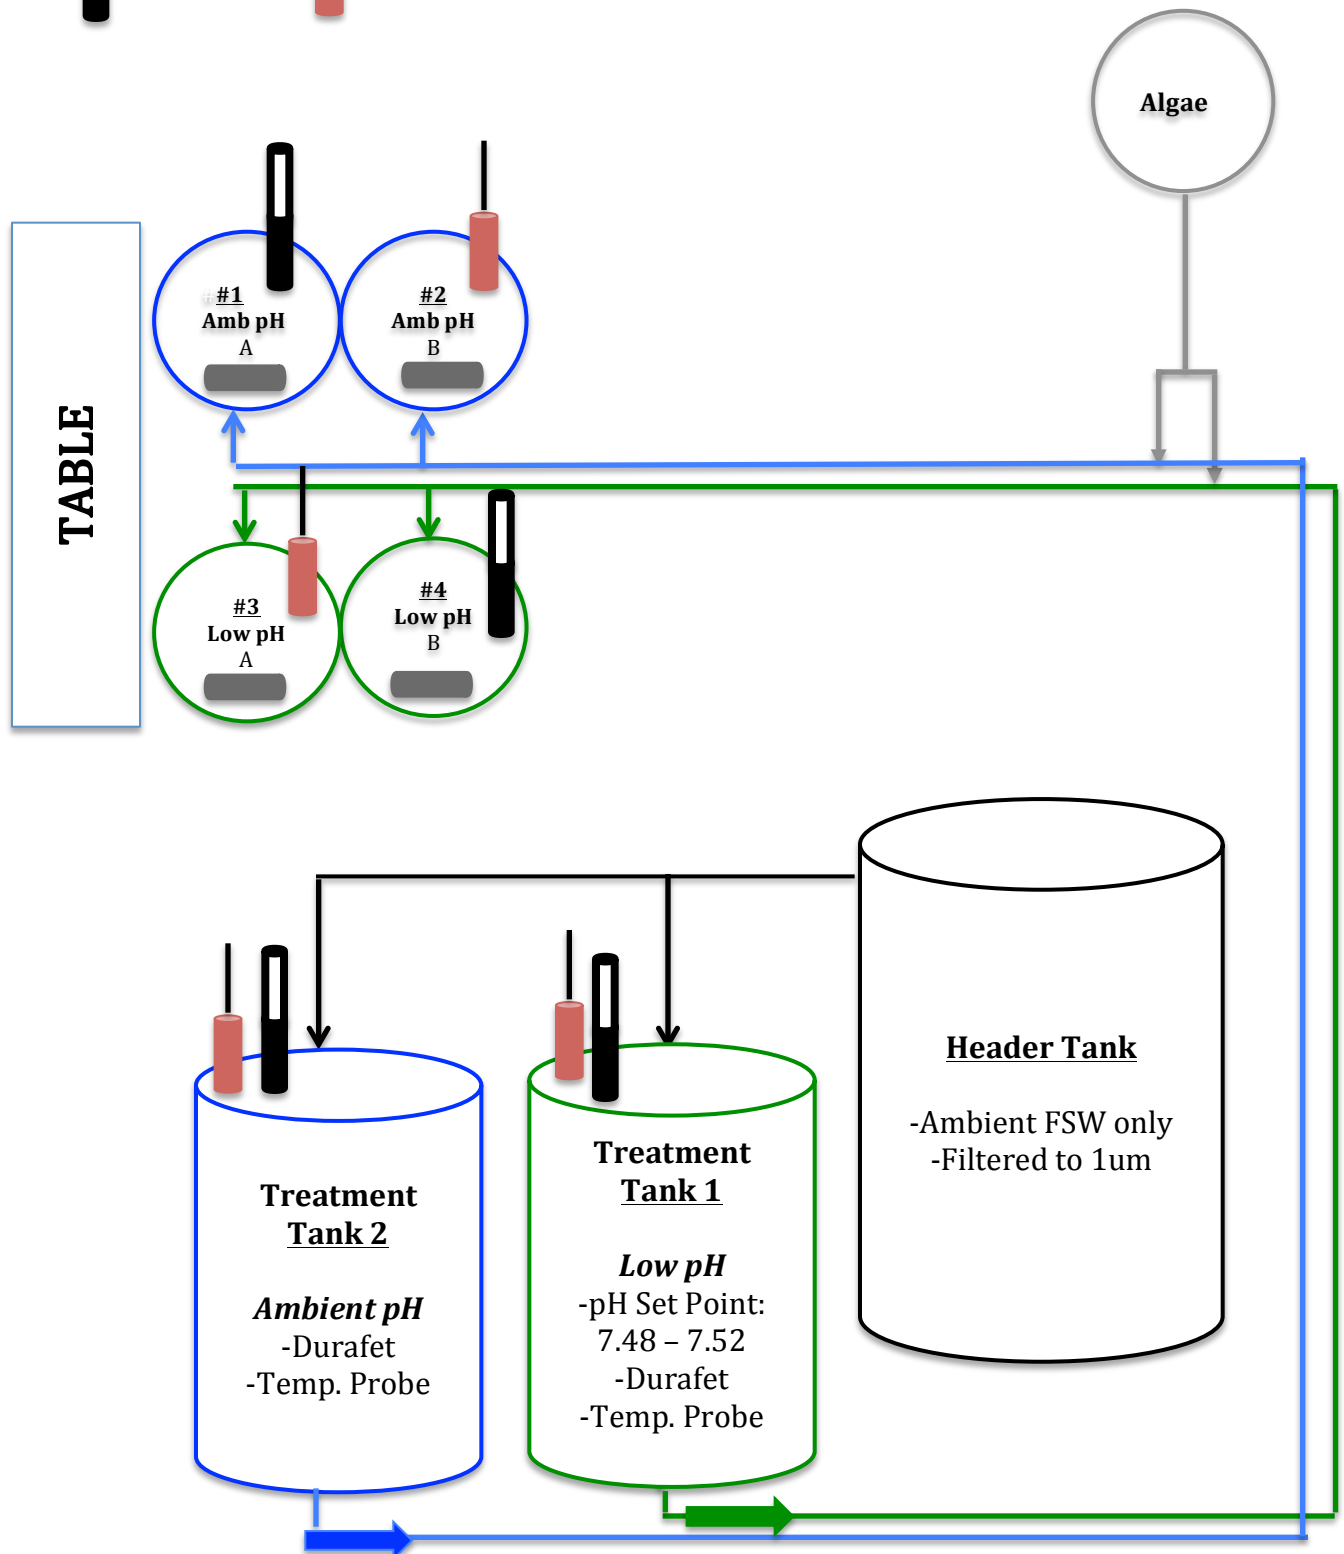 Algae
TABLE
##1
Amb pH
A
#2
Amb pH
B
#3
Low pH
A
#4
Low pH
B
Header Tank
-Ambient FSW only
-Filtered to 1um
Treatment
Tank 1
Low pH
-pH Set Point:
7.48 – 7.52
-Durafet
-Temp. Probe
Treatment
Tank 2
Ambient pH
-Durafet
-Temp. Probe